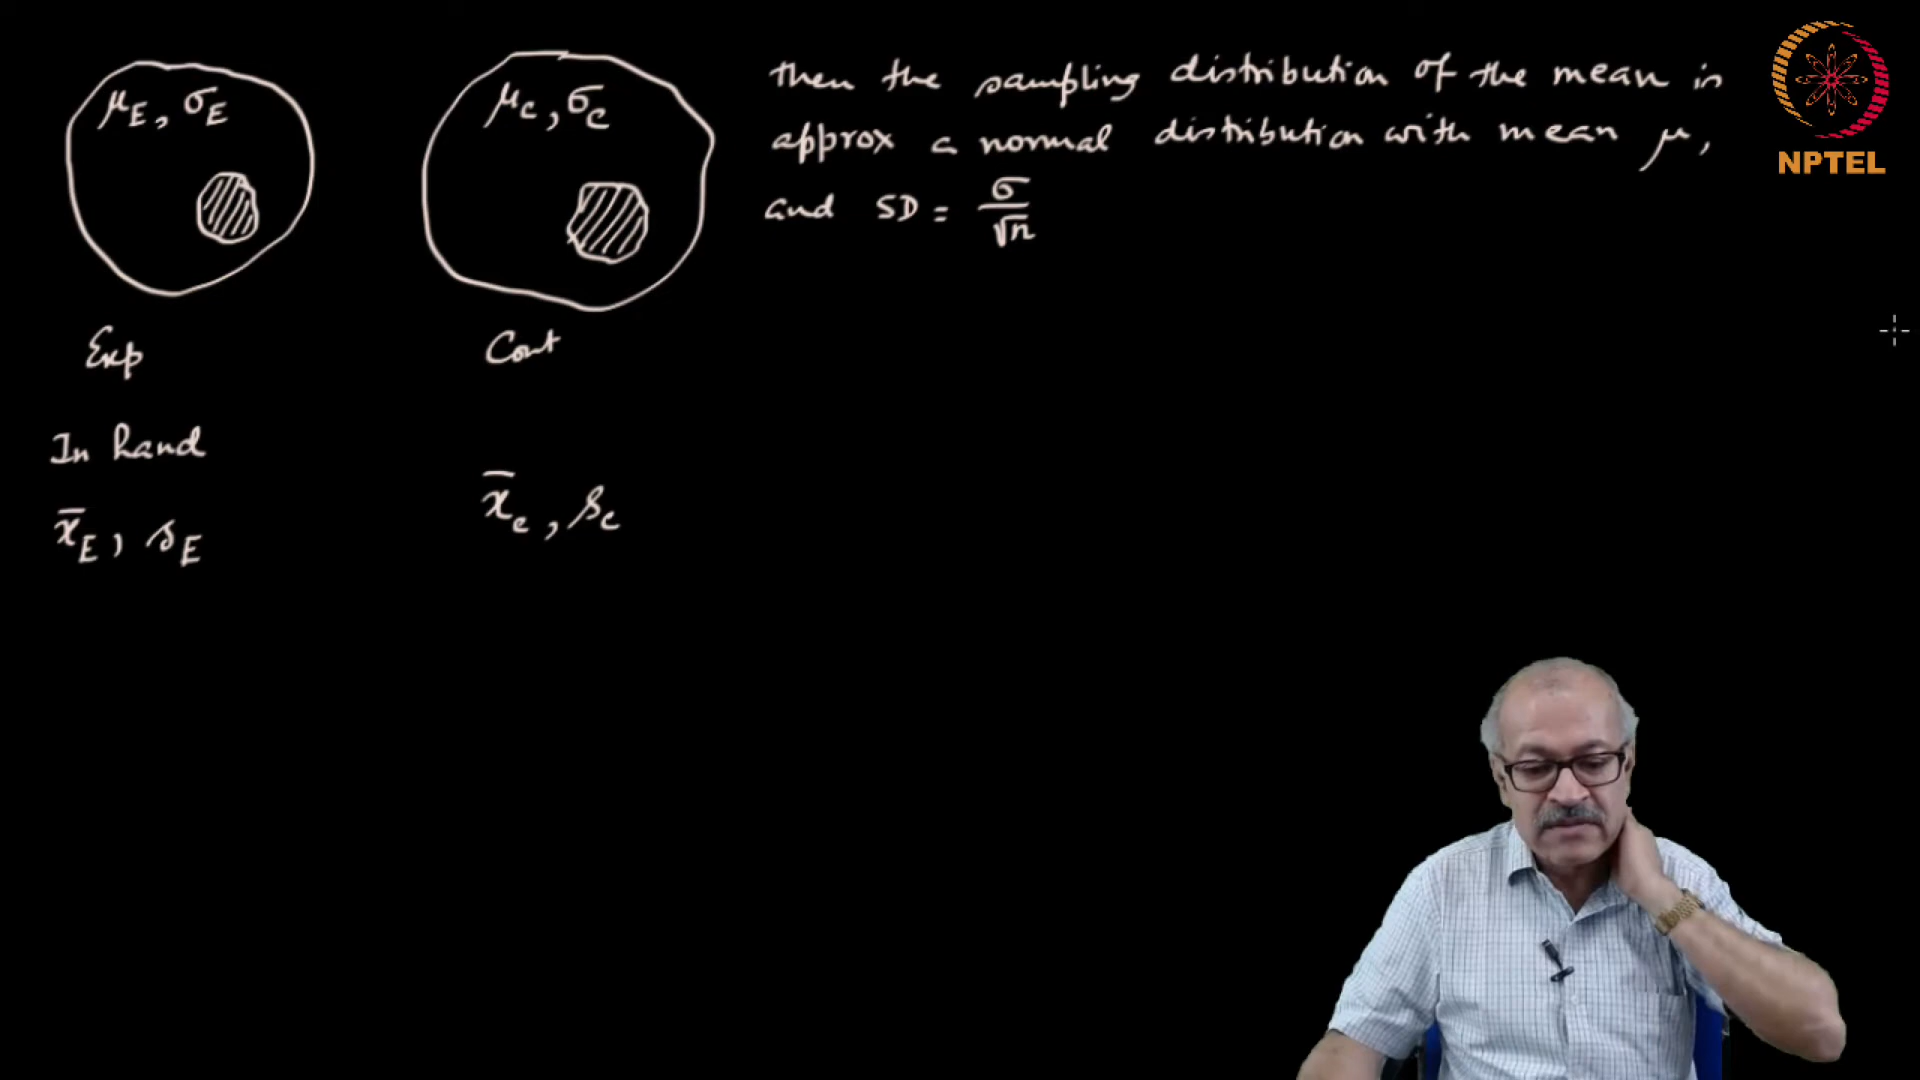 μE, σE
μC, σC
then the sampling distribution of the mean is
approx a normal distribution with mean μ,
and SD = σ/√n
NPTEL
Exp
Cont
In hand
x̄E, sE
x̄c, sc